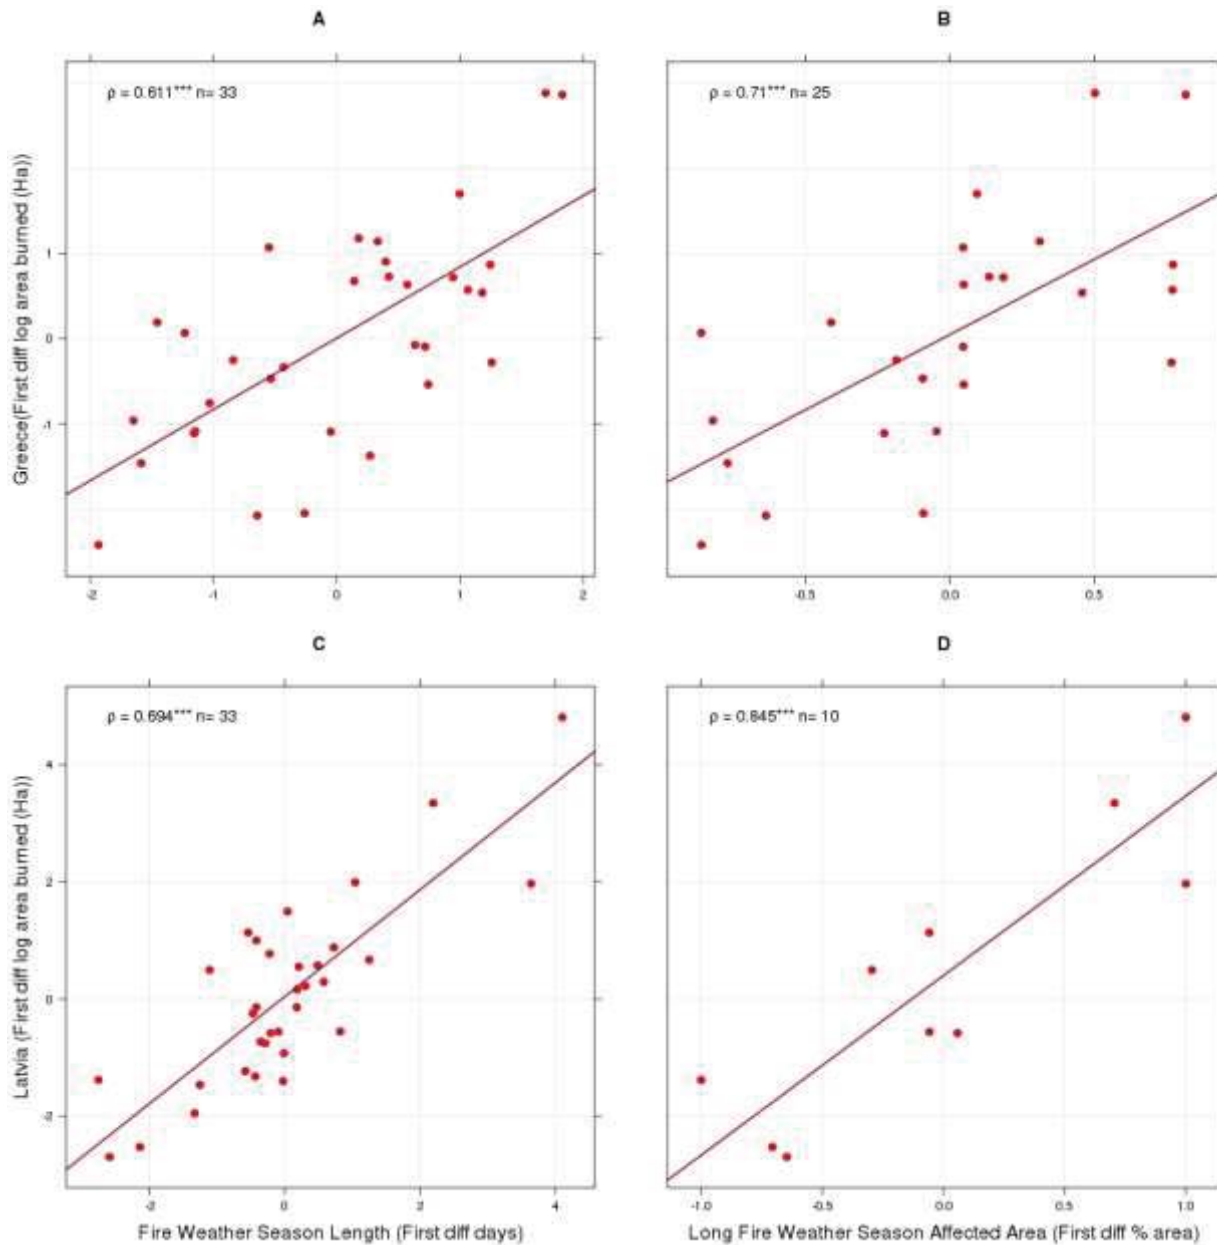 A
B
ρ = 0.611*** n= 33
ρ = 0.71*** n= 25
Greece(First diff log area burned (Ha))
1
0
-1
-2
-1
0
1
2
-0.5
0.0
0.5
C
D
ρ = 0.694*** n= 33
ρ = 0.845*** n= 10
Latvia (First diff log area burned (Ha))
4
2
0
-2
-2
0
2
4
-1.0
-0.5
0.0
0.5
1.0
Fire Weather Season Length (First diff days)
Long Fire Weather Season Affected Area (First diff % area)